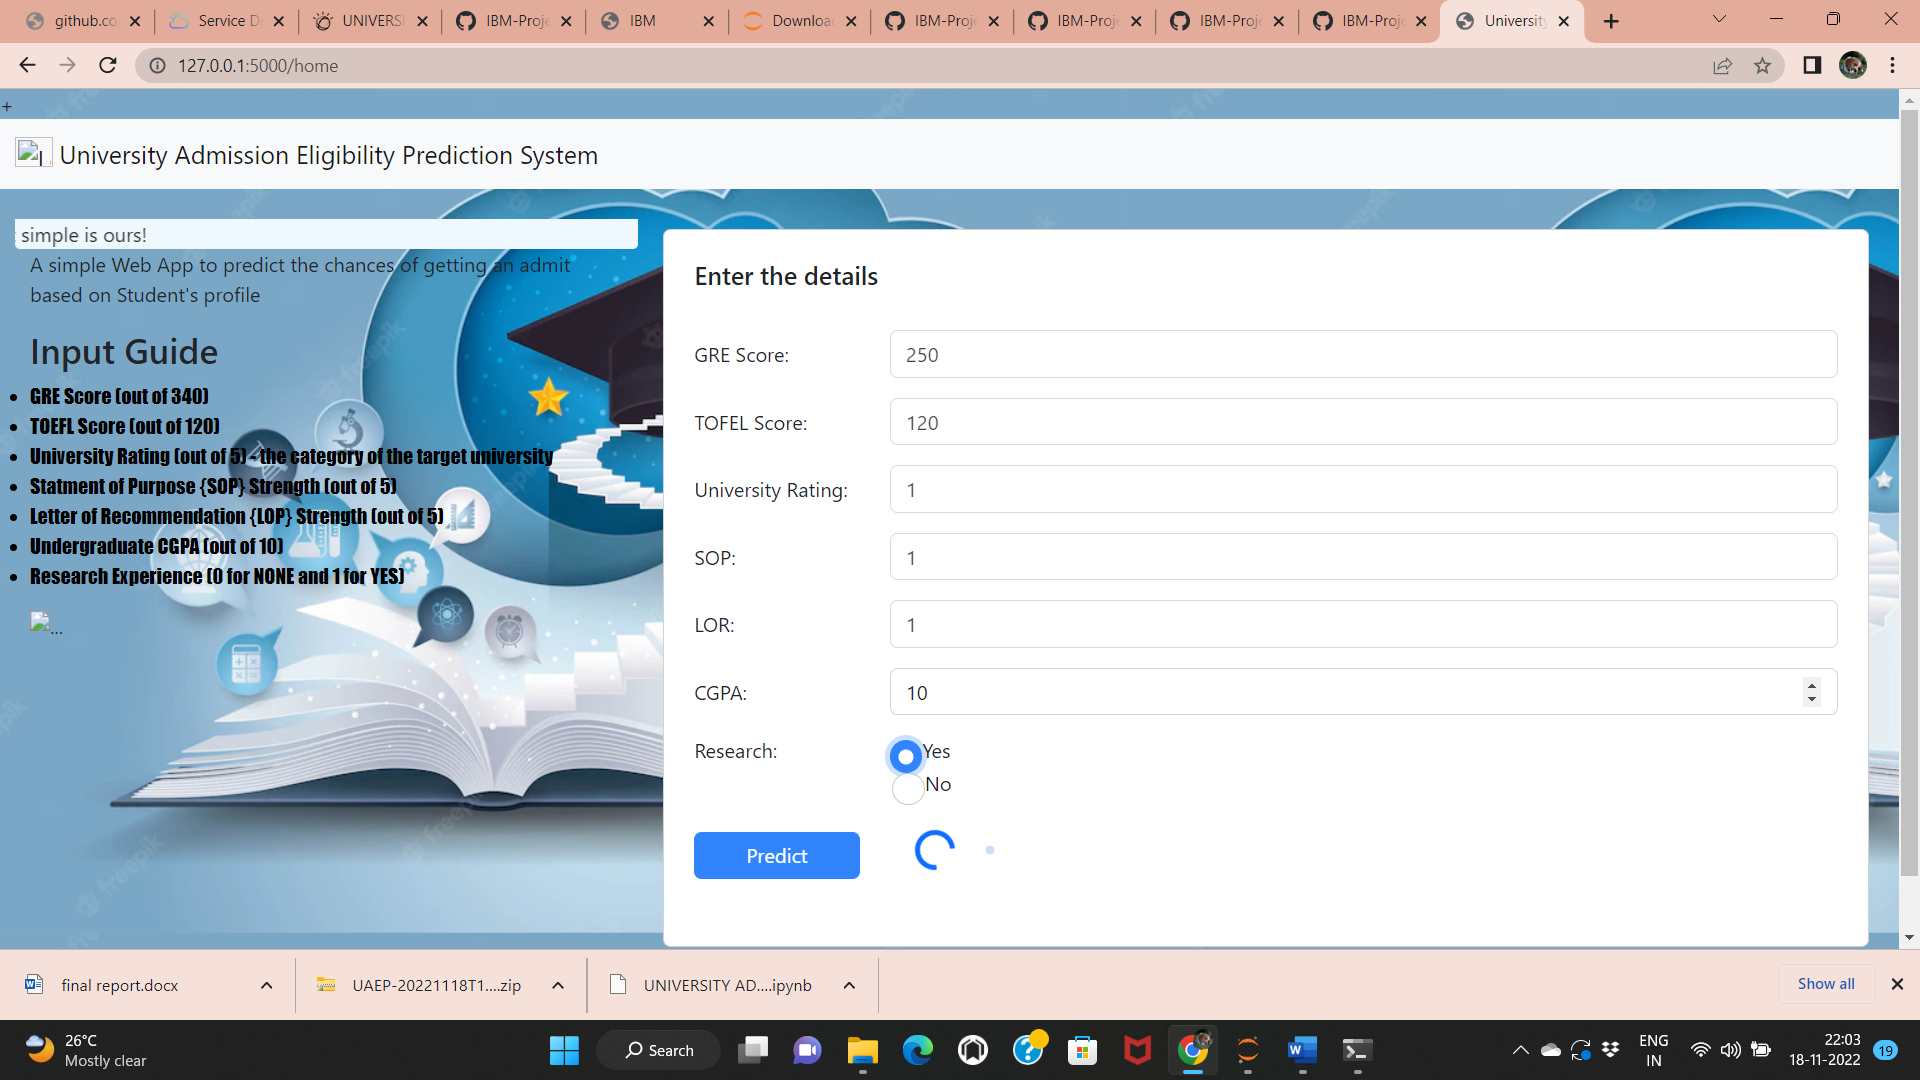 github.co
Service D
UNIVERS
IBM-Proje
IBM
Downloa
IBM-Proje
IBM-Proje
IBM-Proje
IBM-Proje
University
127.0.0.1:5000/home
+
University Admission Eligibility Prediction System
simple is ours!
A simple Web App to predict the chances of getting an admit
based on Student's profile
Input Guide
GRE Score (out of 340)
TOEFL Score (out of 120)
University Rating (out of 5) - the category of the target university
Statment of Purpose {SOP} Strength (out of 5)
Letter of Recommendation {LOP} Strength (out of 5)
Undergraduate CGPA (out of 10)
Research Experience (0 for NONE and 1 for YES)
...
Enter the details
GRE Score: 250
TOFEL Score: 120
University Rating: 1
SOP: 1
LOR: 1
CGPA: 10
Research: Yes
No
Predict
final report.docx
UAEP-20221118T1....zip
UNIVERSITY AD....ipynb
Show all
26°C
Mostly clear
Search
ENG
IN
22:03
18-11-2022
19